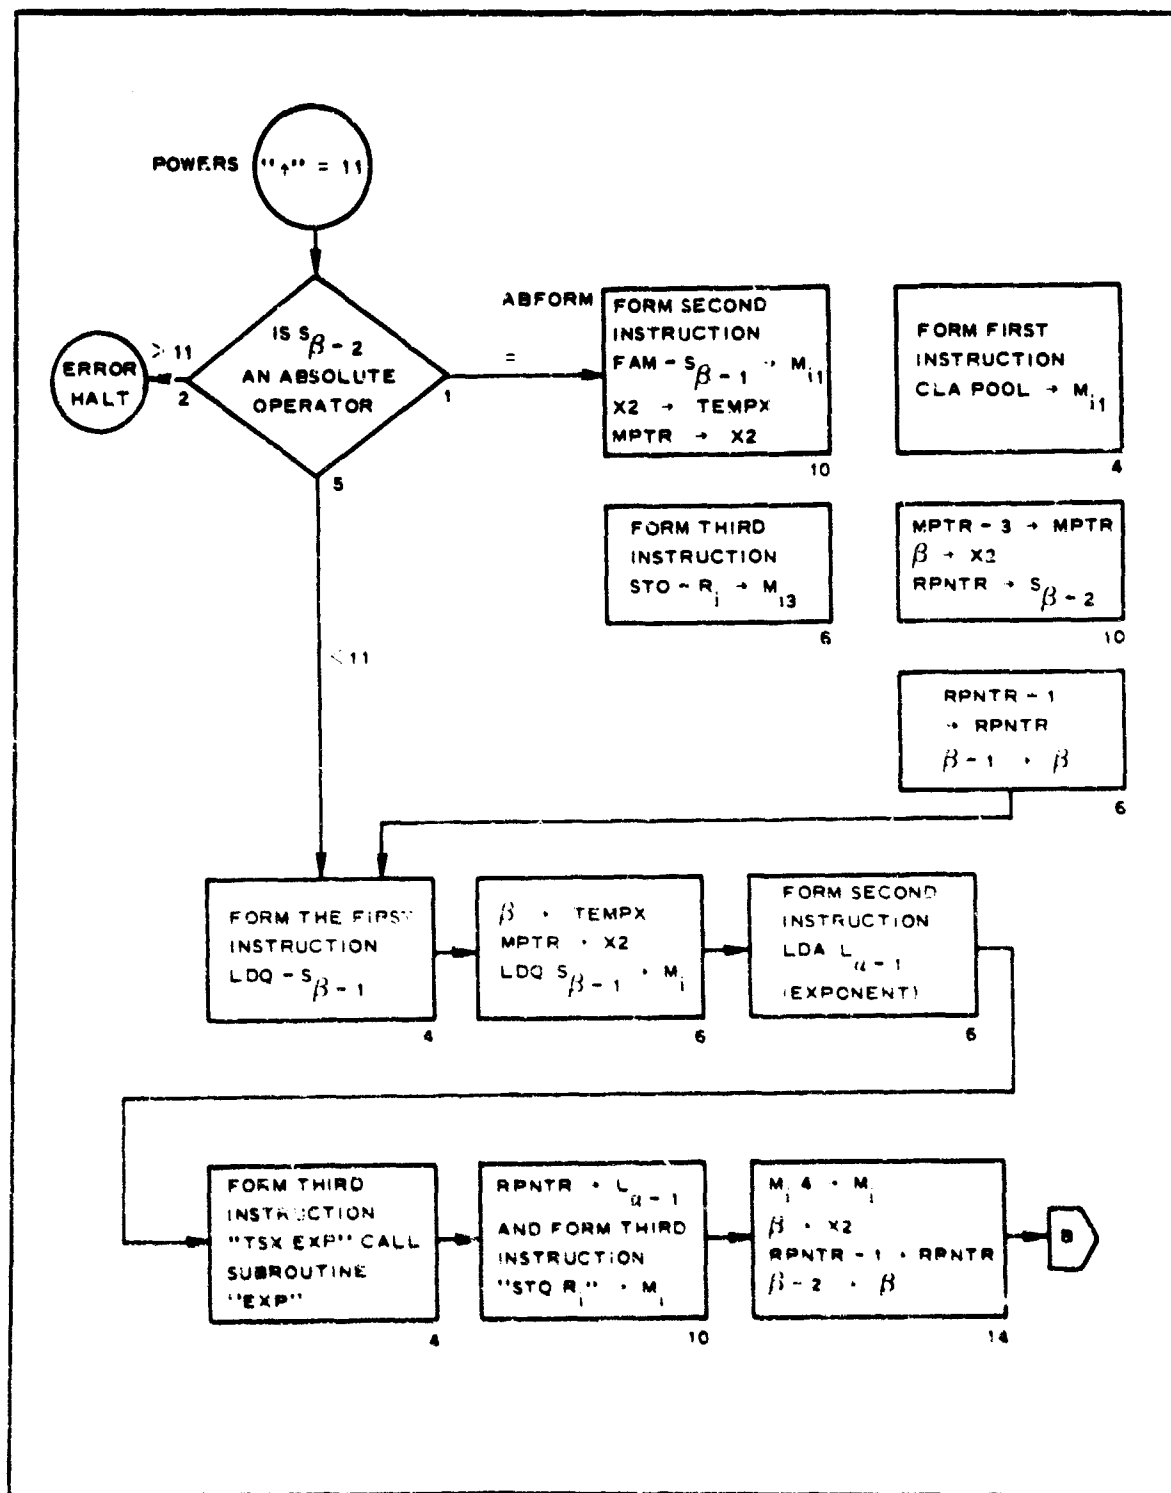 POWERS
"↑" = 11
IS S β - 2
AN ABSOLUTE
OPERATOR
> 11
2
ERROR
HALT
=
1
5
< 11
ABFORM
FORM SECOND
INSTRUCTION
FAM - S β - 1 → M i1
X2 → TEMPX
MPTR → X2
10
FORM FIRST
INSTRUCTION
CLA POOL → M i1
4
FORM THIRD
INSTRUCTION
STO - R i → M i3
6
MPTR - 3 → MPTR
β → X2
RPNTR → S β - 2
10
RPNTR - 1
→ RPNTR
β - 1 → β
6
FORM THE FIRST
INSTRUCTION
LDQ - S β - 1
4
β → TEMPX
MPTR → X2
LDQ S β - 1 → M i
6
FORM SECOND
INSTRUCTION
LDA L α - 1
(EXPONENT)
6
FORM THIRD
INSTRUCTION
"TSX EXP" CALL
SUBROUTINE
"EXP"
4
RPNTR → L α - 1
AND FORM THIRD
INSTRUCTION
"STQ R i" → M i
10
M i 4 → M i
β → X2
RPNTR - 1 → RPNTR
β - 2 → β
14